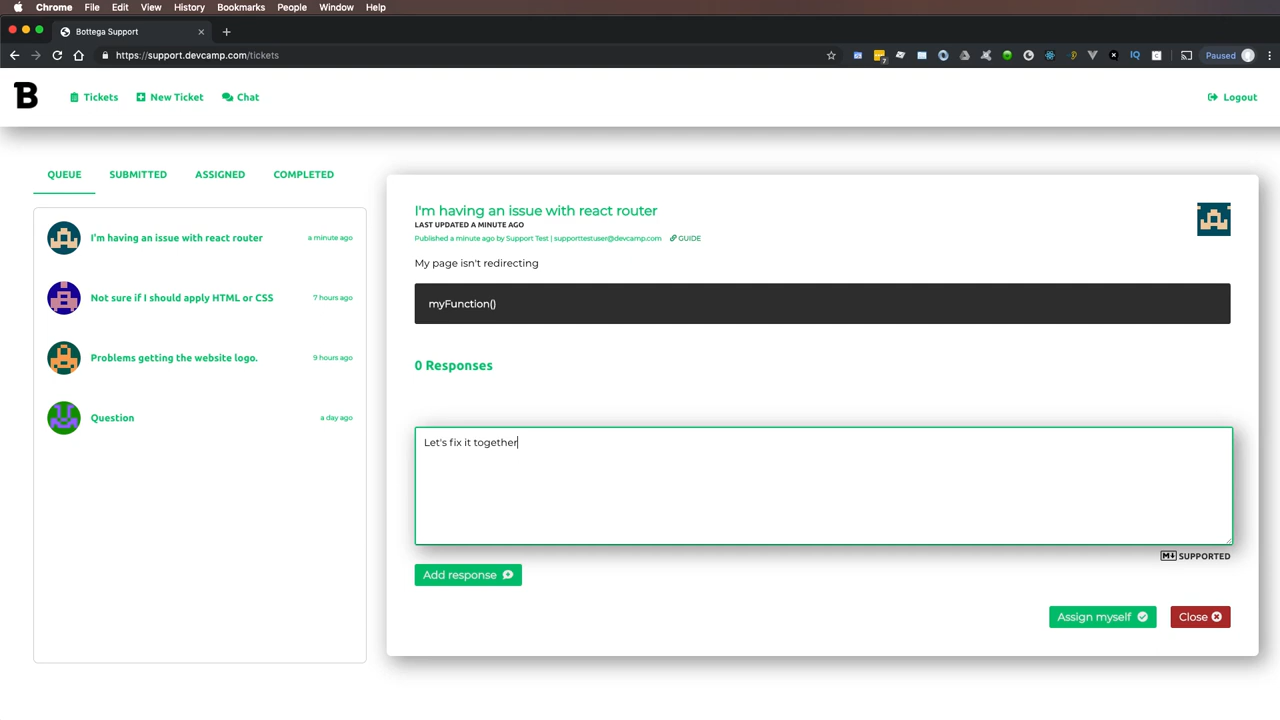 Chrome File Edit View History Bookmarks People Window Help
Bottega Support
https://support.devcamp.com/tickets
7
IQ
Paused
B
Tickets
New Ticket
Chat
Logout
QUEUE SUBMITTED ASSIGNED COMPLETED
I'm having an issue with react router a minute ago
Not sure if I should apply HTML or CSS 7 hours ago
Problems getting the website logo. 9 hours ago
Question a day ago
I'm having an issue with react router
LAST UPDATED A MINUTE AGO
Published a minute ago by Support Test | supporttestuser@devcamp.com GUIDE
My page isn't redirecting
myFunction()
0 Responses
Let's fix it together
M SUPPORTED
Add response
Assign myself
Close